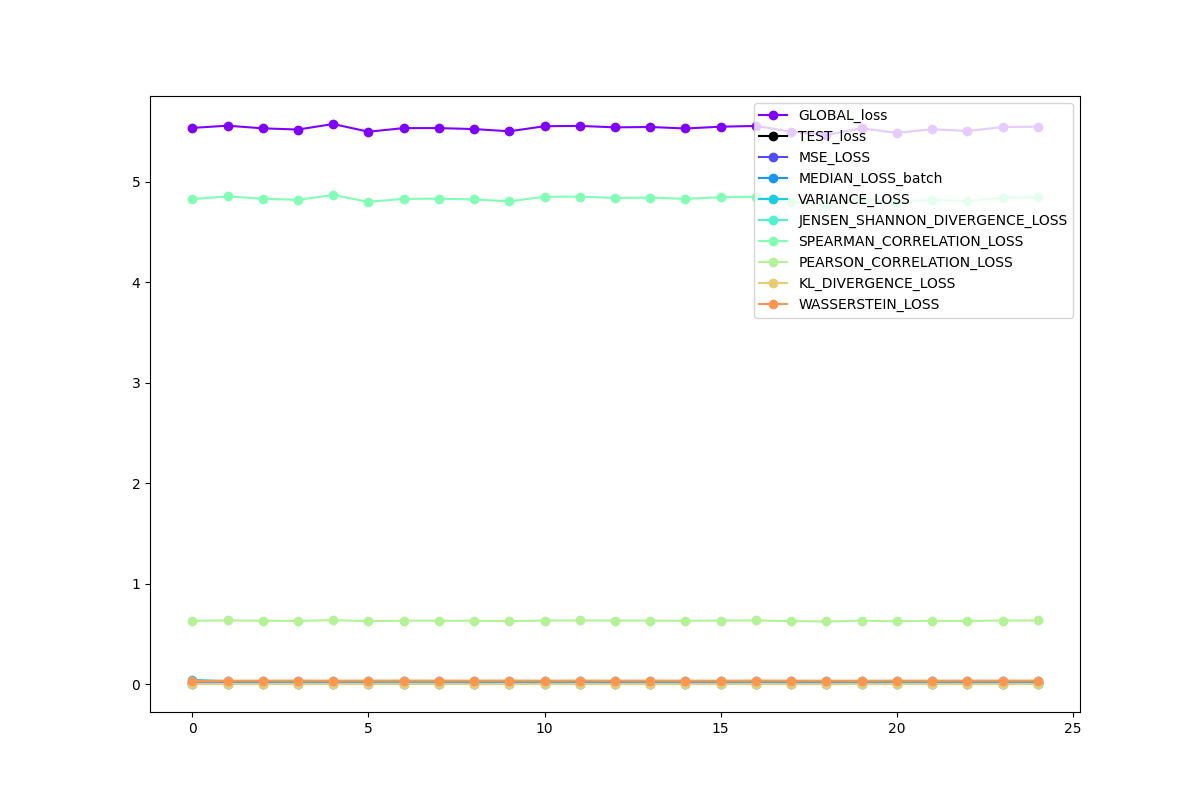 GLOBAL_loss
TEST_loss
MSE_LOSS
MEDIAN_LOSS_batch
VARIANCE_LOSS
JENSEN_SHANNON_DIVERGENCE_LOSS
SPEARMAN_CORRELATION_LOSS
PEARSON_CORRELATION_LOSS
KL_DIVERGENCE_LOSS
WASSERSTEIN_LOSS
5
4
3
2
1
0
0 5 10 15 20 25